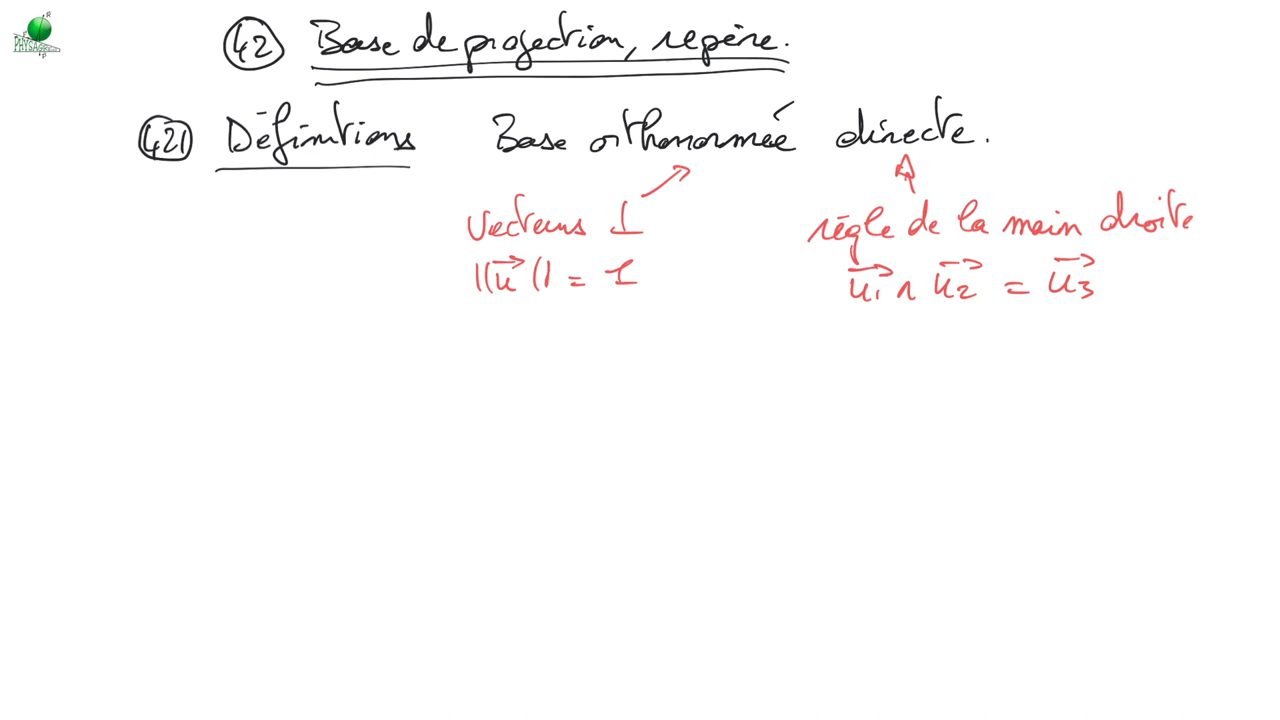 42 Base de projection, repère.
421 Définitions Base orthonormée directe.
vecteurs ⊥ règle de la main droite
||u⃗|| = 1 u⃗1 ∧ u⃗2 = u⃗3